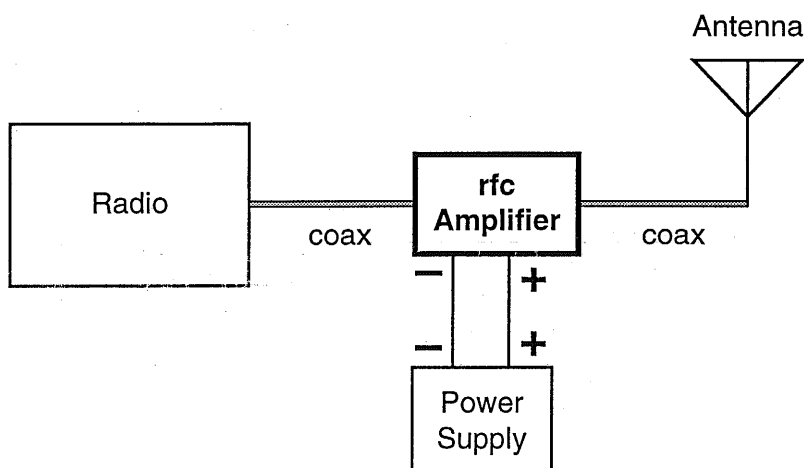 Antenna
Radio
rfc
Amplifier
coax
coax
− +
− +
Power
Supply